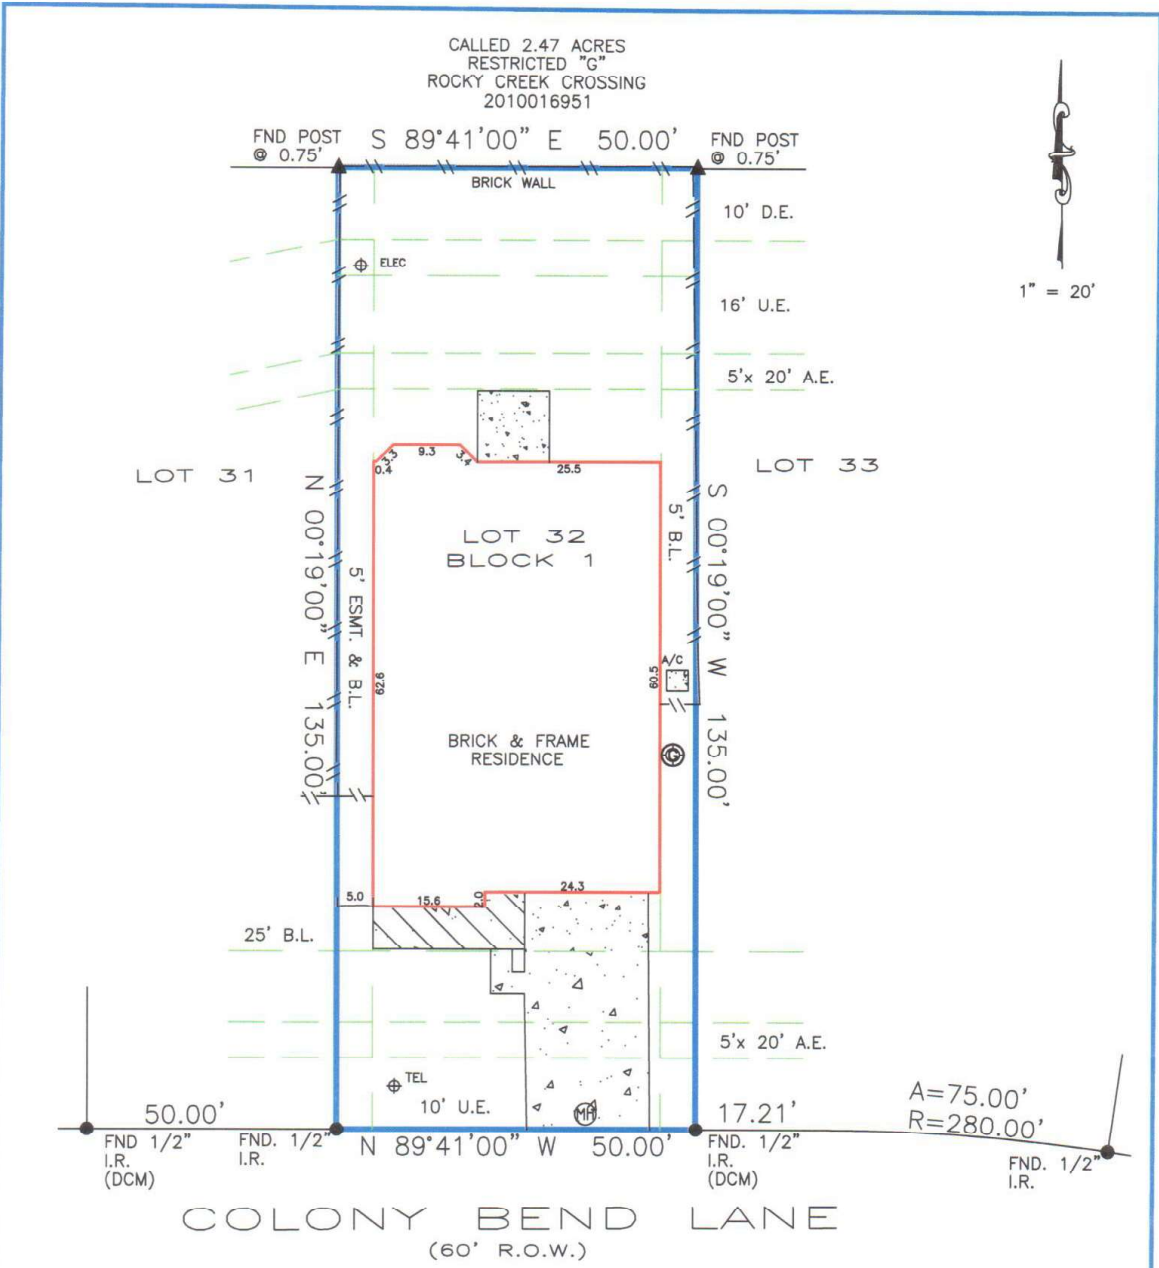 CALLED 2.47 ACRES
RESTRICTED "G"
ROCKY CREEK CROSSING
2010016951
FND POST
@ 0.75'
S 89°41'00" E 50.00'
FND POST
@ 0.75'
BRICK WALL
10' D.E.
ELEC
16' U.E.
1" = 20'
5'x 20' A.E.
0.4
3.3
9.3
3.4
25.5
LOT 31
LOT 33
N 00°19'00" E 135.00'
5' ESMT. & B.L.
LOT 32
BLOCK 1
5' B.L.
S 00°19'00" W 135.00'
A/C
62.6
60.5
BRICK & FRAME
RESIDENCE
G
5.0
15.6
2.0
24.3
25' B.L.
5'x 20' A.E.
TEL
10' U.E.
MH
50.00'
17.21'
A=75.00'
R=280.00'
FND 1/2"
I.R.
(DCM)
FND. 1/2"
I.R.
N 89°41'00" W 50.00'
FND. 1/2"
I.R.
(DCM)
FND. 1/2"
I.R.
COLONY BEND LANE
(60' R.O.W.)